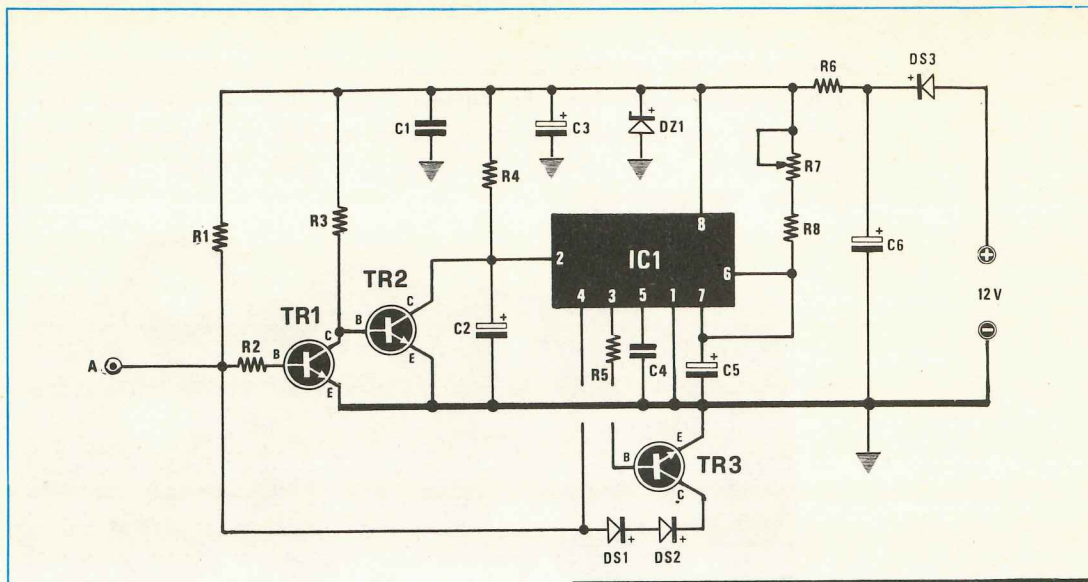 DS3
R6
C1
C3
DZ1
R4
R7
R3
R1
R8
8
C6
2
IC1
6
TR2
12 V
4
3
5
1
7
TR1
C
B
C
E
C2
A
R2
B
E
R5
C4
C5
E
B
TR3
C
DS1
DS2